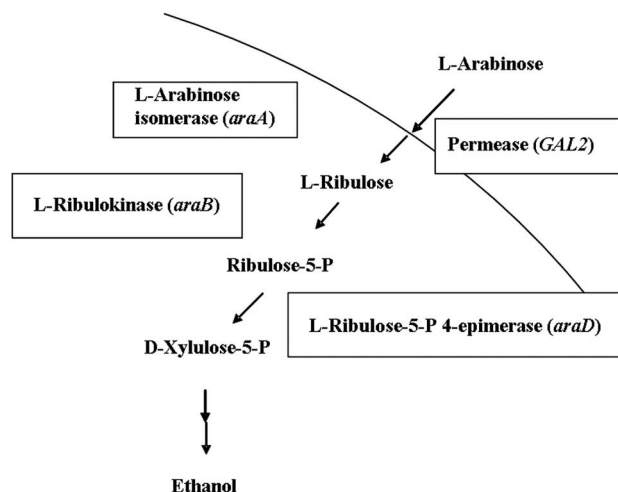 L-Arabinose
L-Arabinose
isomerase (araA)
Permease (GAL2)
L-Ribulose
L-Ribulokinase (araB)
Ribulose-5-P
L-Ribulose-5-P 4-epimerase (araD)
D-Xylulose-5-P
Ethanol